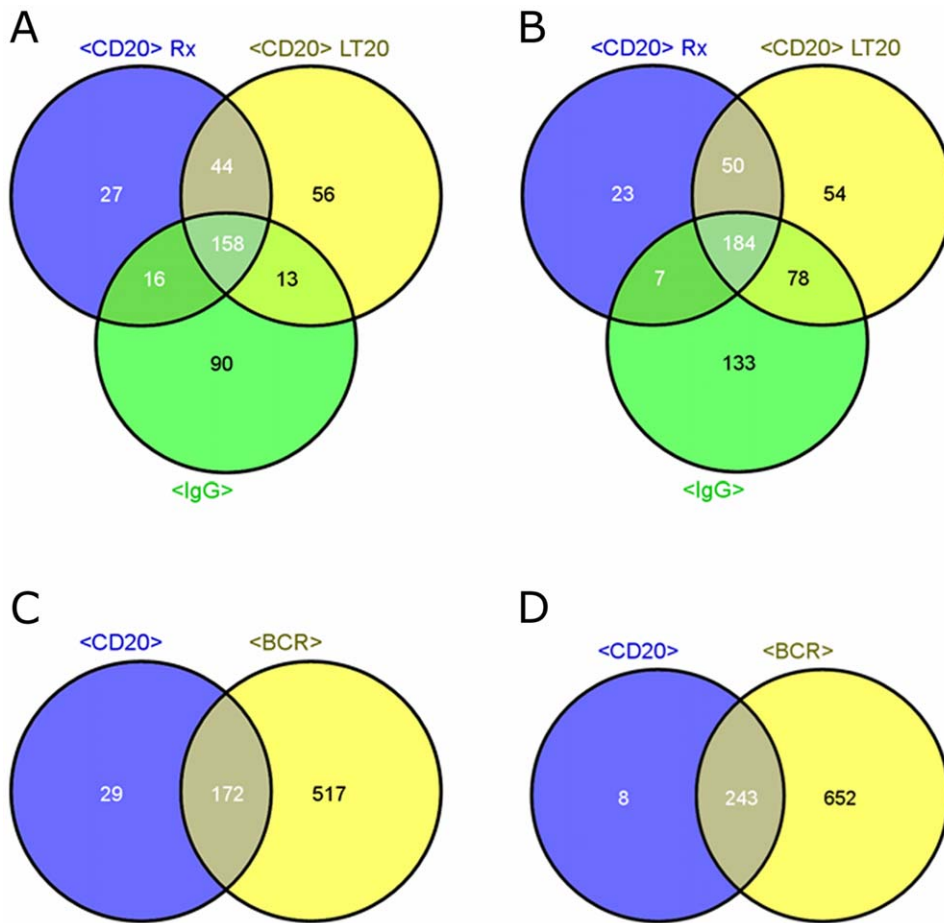 A
B
<CD20> Rx
<CD20> LT20
<CD20> Rx
<CD20> LT20
44
50
27
56
23
54
158
184
16
13
7
78
90
133
<IgG>
<IgG>
C
D
<CD20>
<BCR>
<CD20>
<BCR>
29
172
517
8
243
652